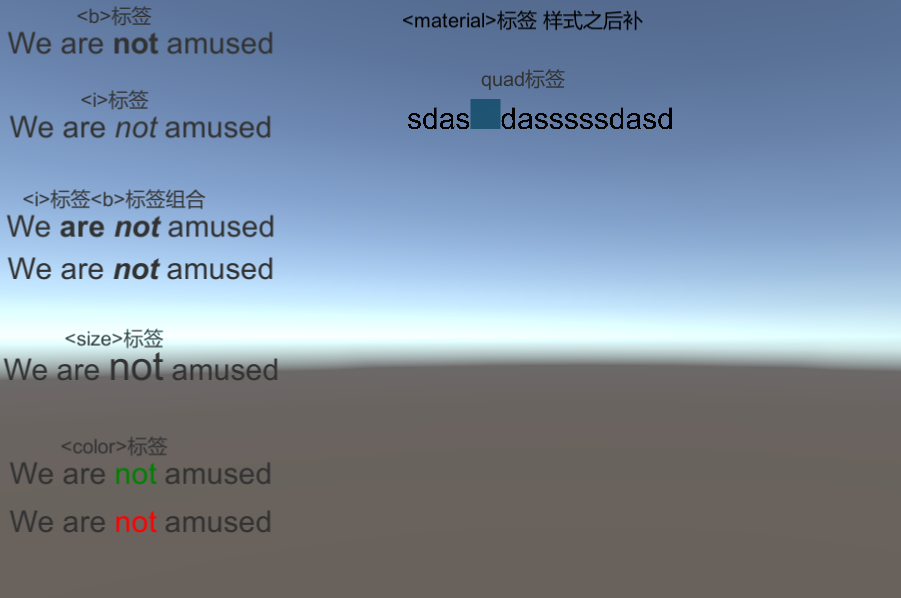 <b>标签
We are not amused
<i>标签
We are not amused
<i>标签<b>标签组合
We are not amused
We are not amused
<size>标签
We are not amused
<color>标签
We are not amused
We are not amused
<material>标签 样式之后补
quad标签
sdas dasssssdasd